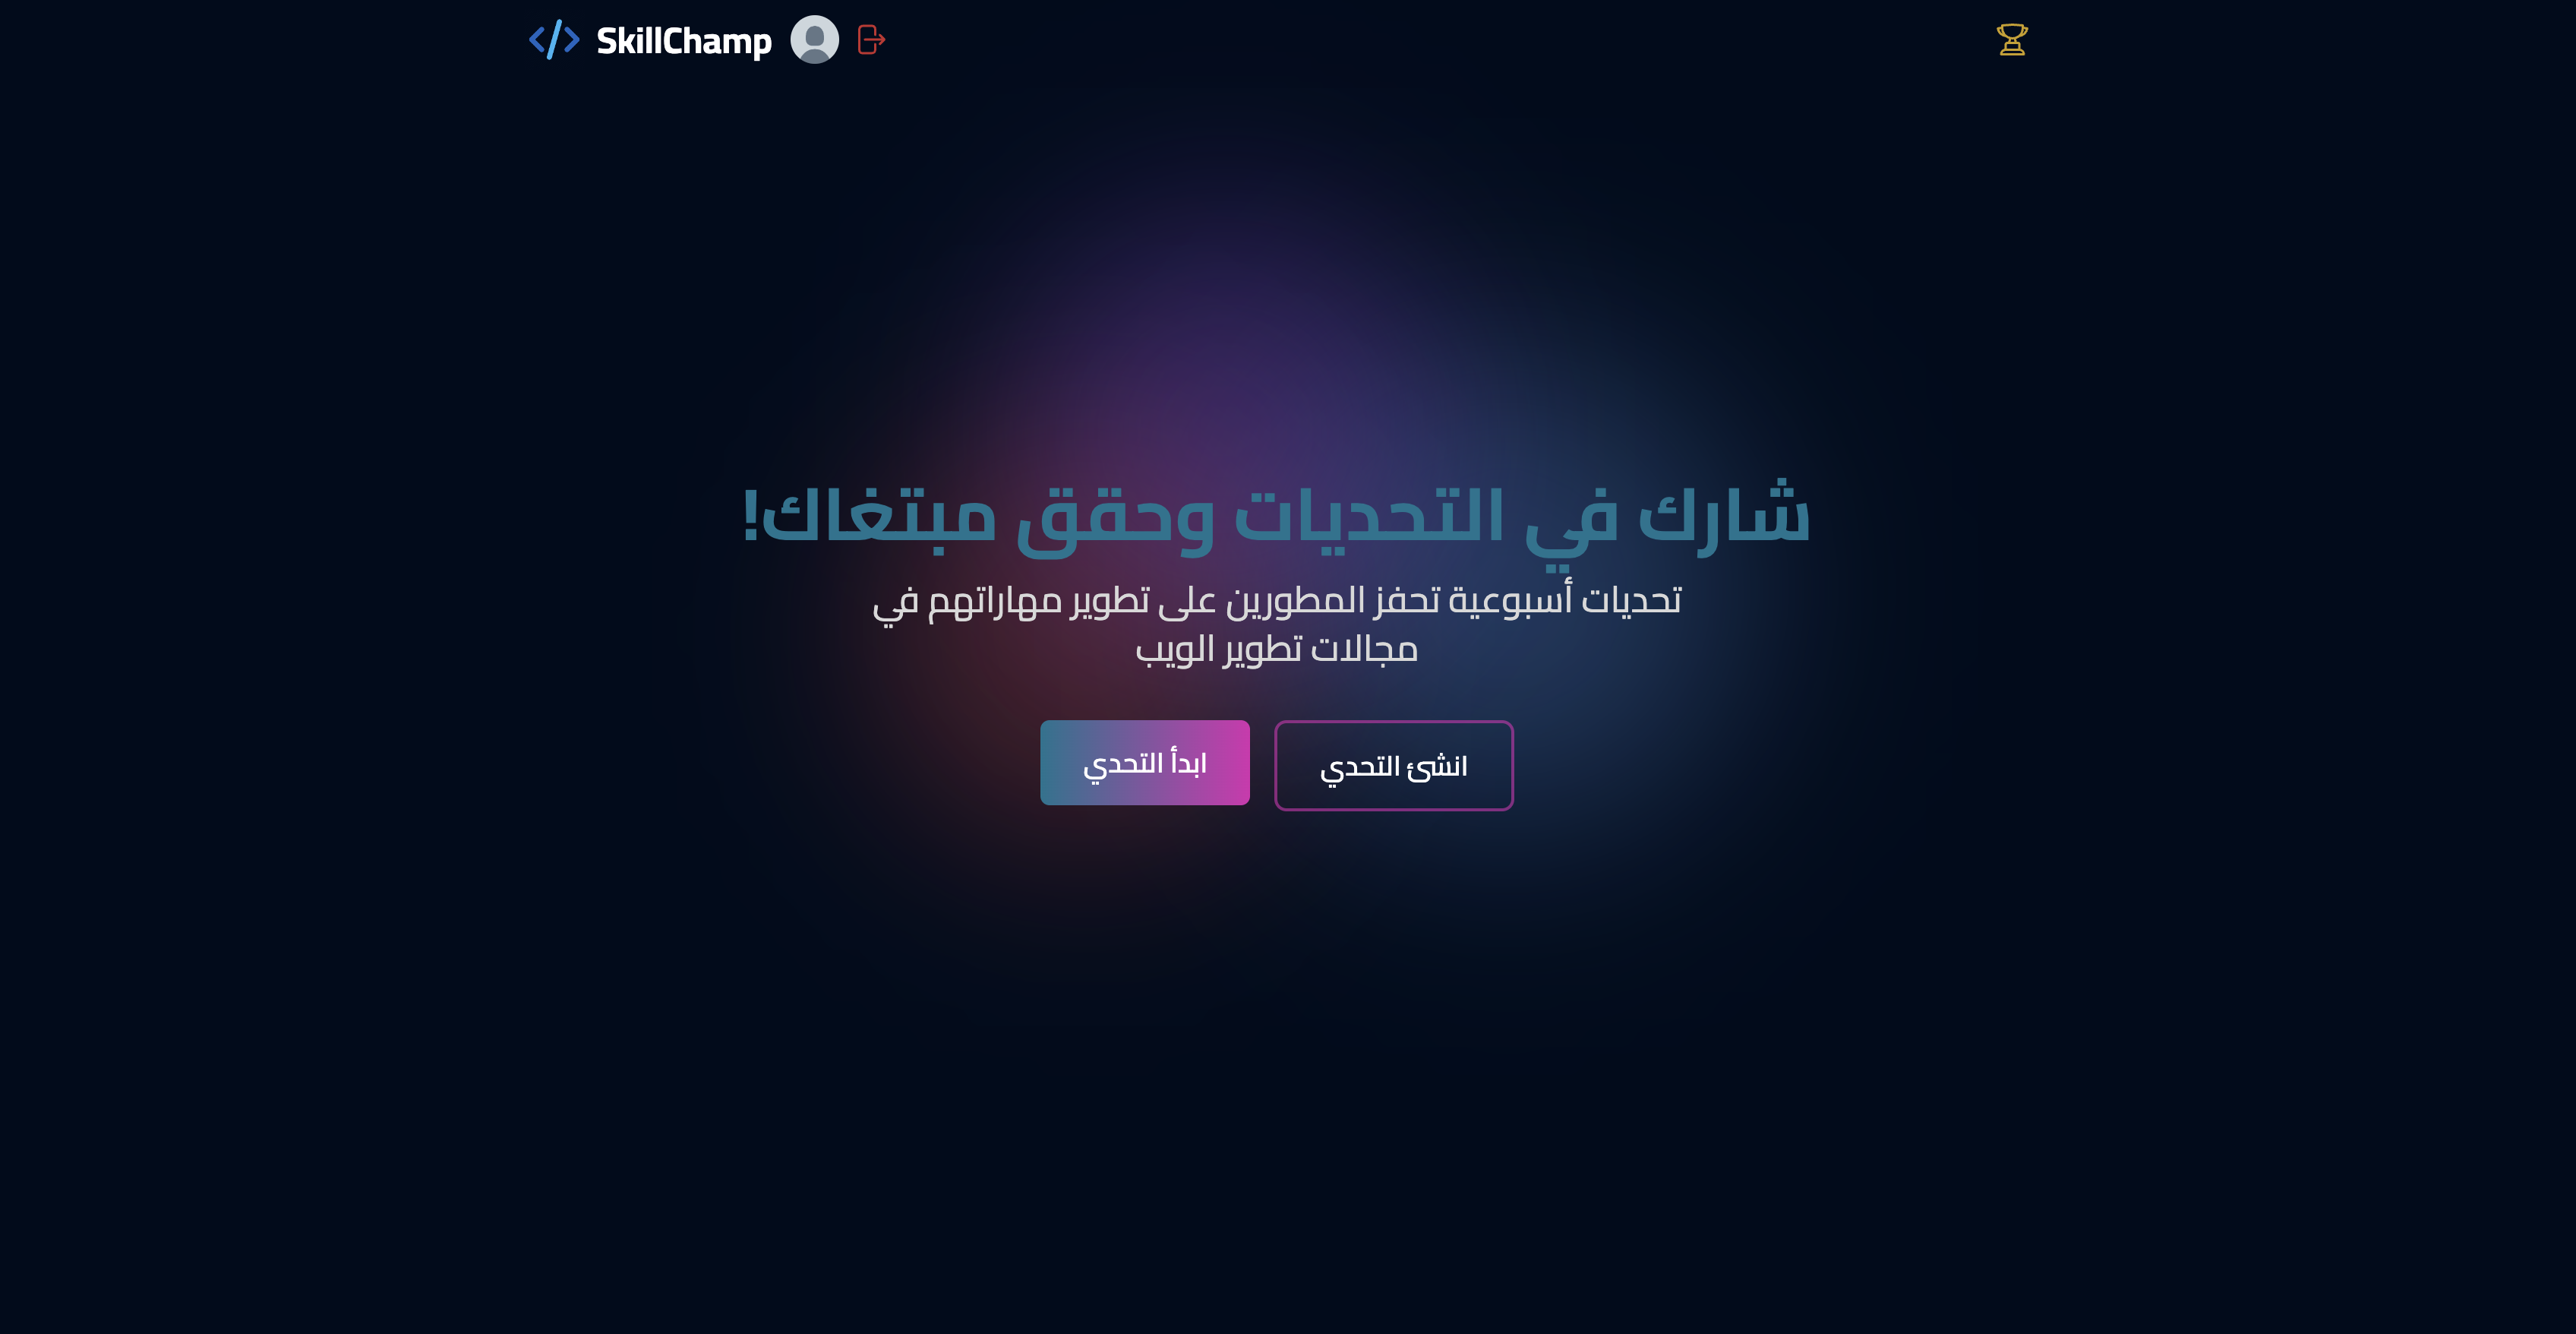 SkillChamp
شارك في التحديات وحقق مبتغاك!
تحديات أسبوعية تحفز المطورين على تطوير مهاراتهم في
مجالات تطوير الويب
انشئ التحدي
ابدأ التحدي